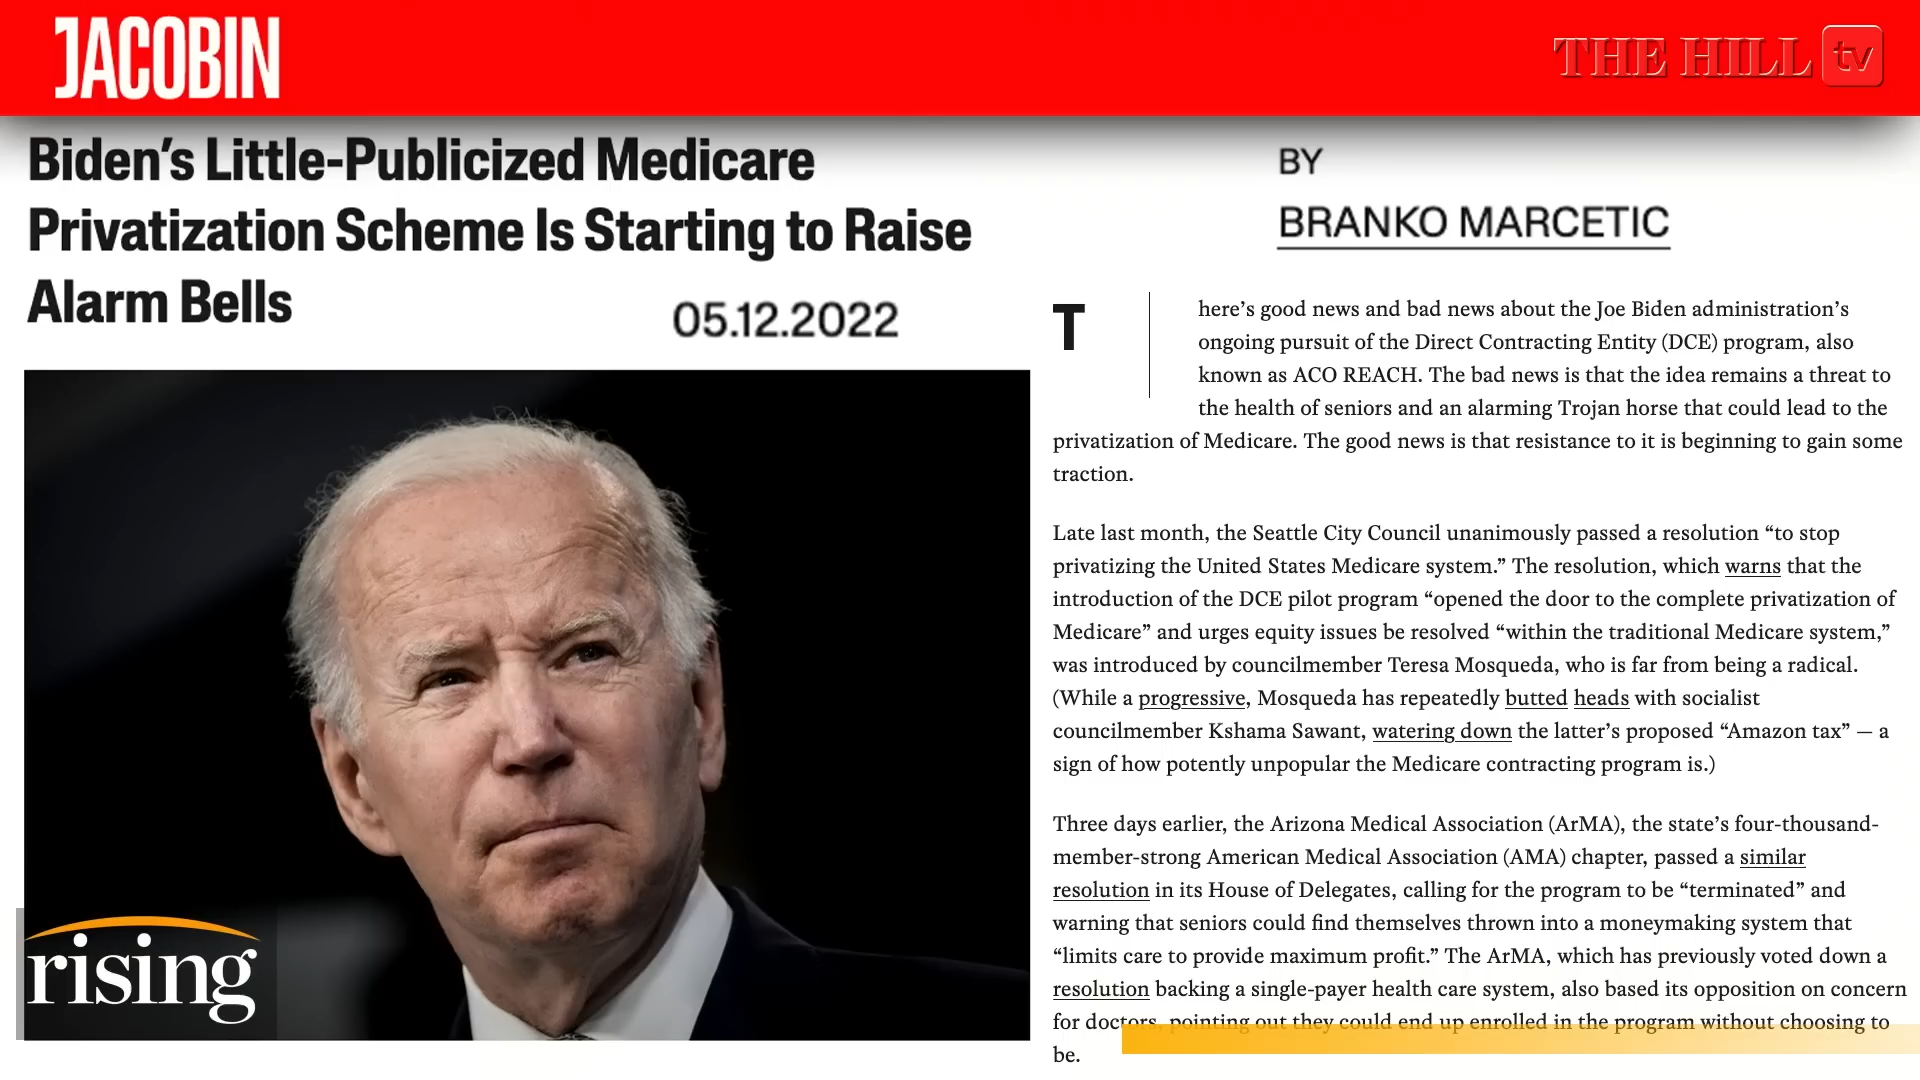 JACOBIN
THE HILL tv
Biden’s Little-Publicized Medicare
Privatization Scheme Is Starting to Raise
Alarm Bells
05.12.2022
BY
BRANKO MARCETIC
There’s good news and bad news about the Joe Biden administration’s
ongoing pursuit of the Direct Contracting Entity (DCE) program, also
known as ACO REACH. The bad news is that the idea remains a threat to
the health of seniors and an alarming Trojan horse that could lead to the
privatization of Medicare. The good news is that resistance to it is beginning to gain some
traction.
Late last month, the Seattle City Council unanimously passed a resolution “to stop
privatizing the United States Medicare system.” The resolution, which warns that the
introduction of the DCE pilot program “opened the door to the complete privatization of
Medicare” and urges equity issues be resolved “within the traditional Medicare system,”
was introduced by councilmember Teresa Mosqueda, who is far from being a radical.
(While a progressive, Mosqueda has repeatedly butted heads with socialist
councilmember Kshama Sawant, watering down the latter’s proposed “Amazon tax” — a
sign of how potently unpopular the Medicare contracting program is.)
Three days earlier, the Arizona Medical Association (ArMA), the state’s four-thousand-
member-strong American Medical Association (AMA) chapter, passed a similar
resolution in its House of Delegates, calling for the program to be “terminated” and
warning that seniors could find themselves thrown into a moneymaking system that
“limits care to provide maximum profit.” The ArMA, which has previously voted down a
resolution backing a single-payer health care system, also based its opposition on concern
for doctors, pointing out they could end up enrolled in the program without choosing to
be.
rising